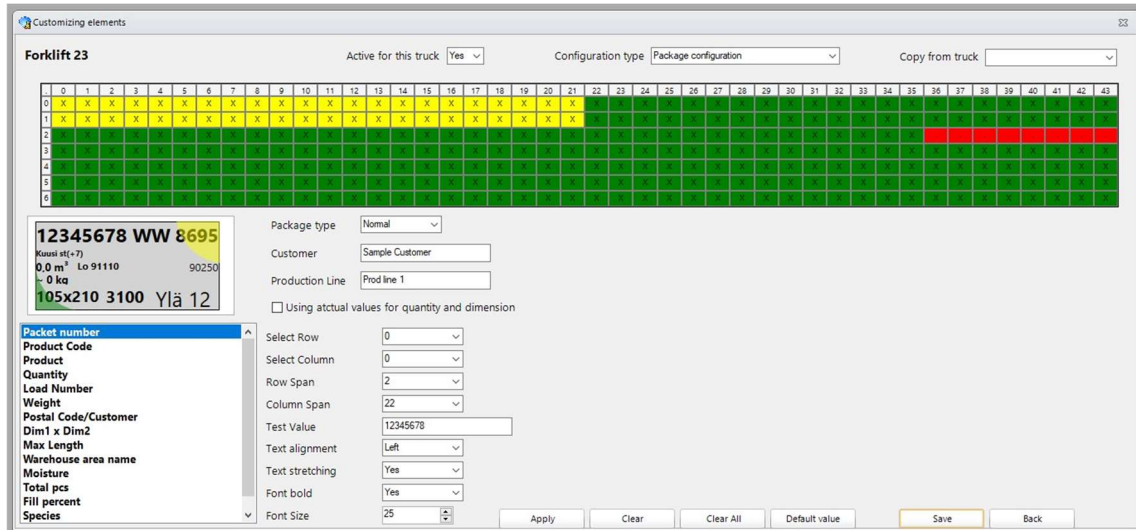 Customizing elements
Forklift 23 Active for this truck Yes Configuration type Package configuration Copy from truck
. 0 1 2 3 4 5 6 7 8 9 10 11 12 13 14 15 16 17 18 19 20 21 22 23 24 25 26 27 28 29 30 31 32 33 34 35 36 37 38 39 40 41 42 43
0 X X X X X X X X X X X X X X X X X X X X X X X X X X X X X X X X X X X X X X X X X X X X
1 X X X X X X X X X X X X X X X X X X X X X X X X X X X X X X X X X X X X X X X X X X X X
2 X X X X X X X X X X X X X X X X X X X X X X X X X X X X X X X X X X X X
3 X X X X X X X X X X X X X X X X X X X X X X X X X X X X X X X X X X X X X X X X X X X X
4 X X X X X X X X X X X X X X X X X X X X X X X X X X X X X X X X X X X X X X X X X X X X
5 X X X X X X X X X X X X X X X X X X X X X X X X X X X X X X X X X X X X X X X X X X X X
6 X X X X X X X X X X X X X X X X X X X X X X X X X X X X X X X X X X X X X X X X X X X X
12345678 WW 8695
Kuusi st(+7)
0,0 m³ Lo 91110 90250
~ 0 kg
105x210 3100 Ylä 12
Package type Normal
Customer Sample Customer
Production Line Prod line 1
Using atctual values for quantity and dimension
Packet number
Product Code
Product
Quantity
Load Number
Weight
Postal Code/Customer
Dim1 x Dim2
Max Length
Warehouse area name
Moisture
Total pcs
Fill percent
Species
Select Row 0
Select Column 0
Row Span 2
Column Span 22
Test Value 12345678
Text alignment Left
Text stretching Yes
Font bold Yes
Font Size 25
Apply Clear Clear All Default value Save Back